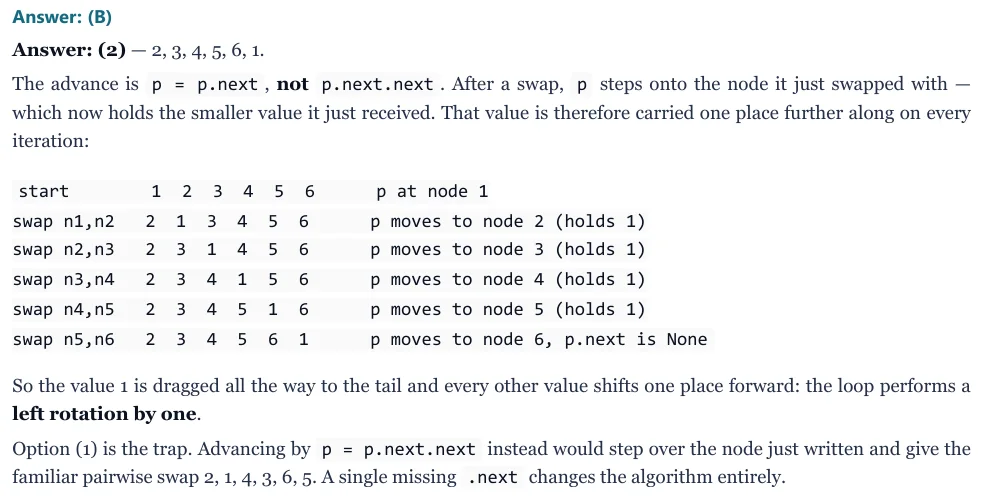 Answer: (B)
Answer: (2) — 2, 3, 4, 5, 6, 1.
The advance is p = p.next , not p.next.next . After a swap, p steps onto the node it just swapped with —
which now holds the smaller value it just received. That value is therefore carried one place further along on every
iteration:
start 1 2 3 4 5 6 p at node 1
swap n1,n2 2 1 3 4 5 6 p moves to node 2 (holds 1)
swap n2,n3 2 3 1 4 5 6 p moves to node 3 (holds 1)
swap n3,n4 2 3 4 1 5 6 p moves to node 4 (holds 1)
swap n4,n5 2 3 4 5 1 6 p moves to node 5 (holds 1)
swap n5,n6 2 3 4 5 6 1 p moves to node 6, p.next is None
So the value 1 is dragged all the way to the tail and every other value shifts one place forward: the loop performs a
left rotation by one.
Option (1) is the trap. Advancing by p = p.next.next instead would step over the node just written and give the
familiar pairwise swap 2, 1, 4, 3, 6, 5. A single missing .next changes the algorithm entirely.